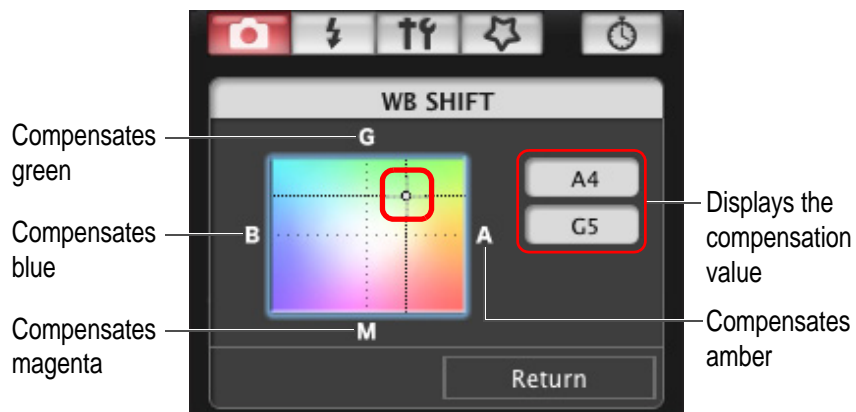 WB SHIFT
Compensates
green
G
A4
G5
Displays the
compensation
value
Compensates
blue
B
A
Compensates
magenta
M
Compensates
amber
Return